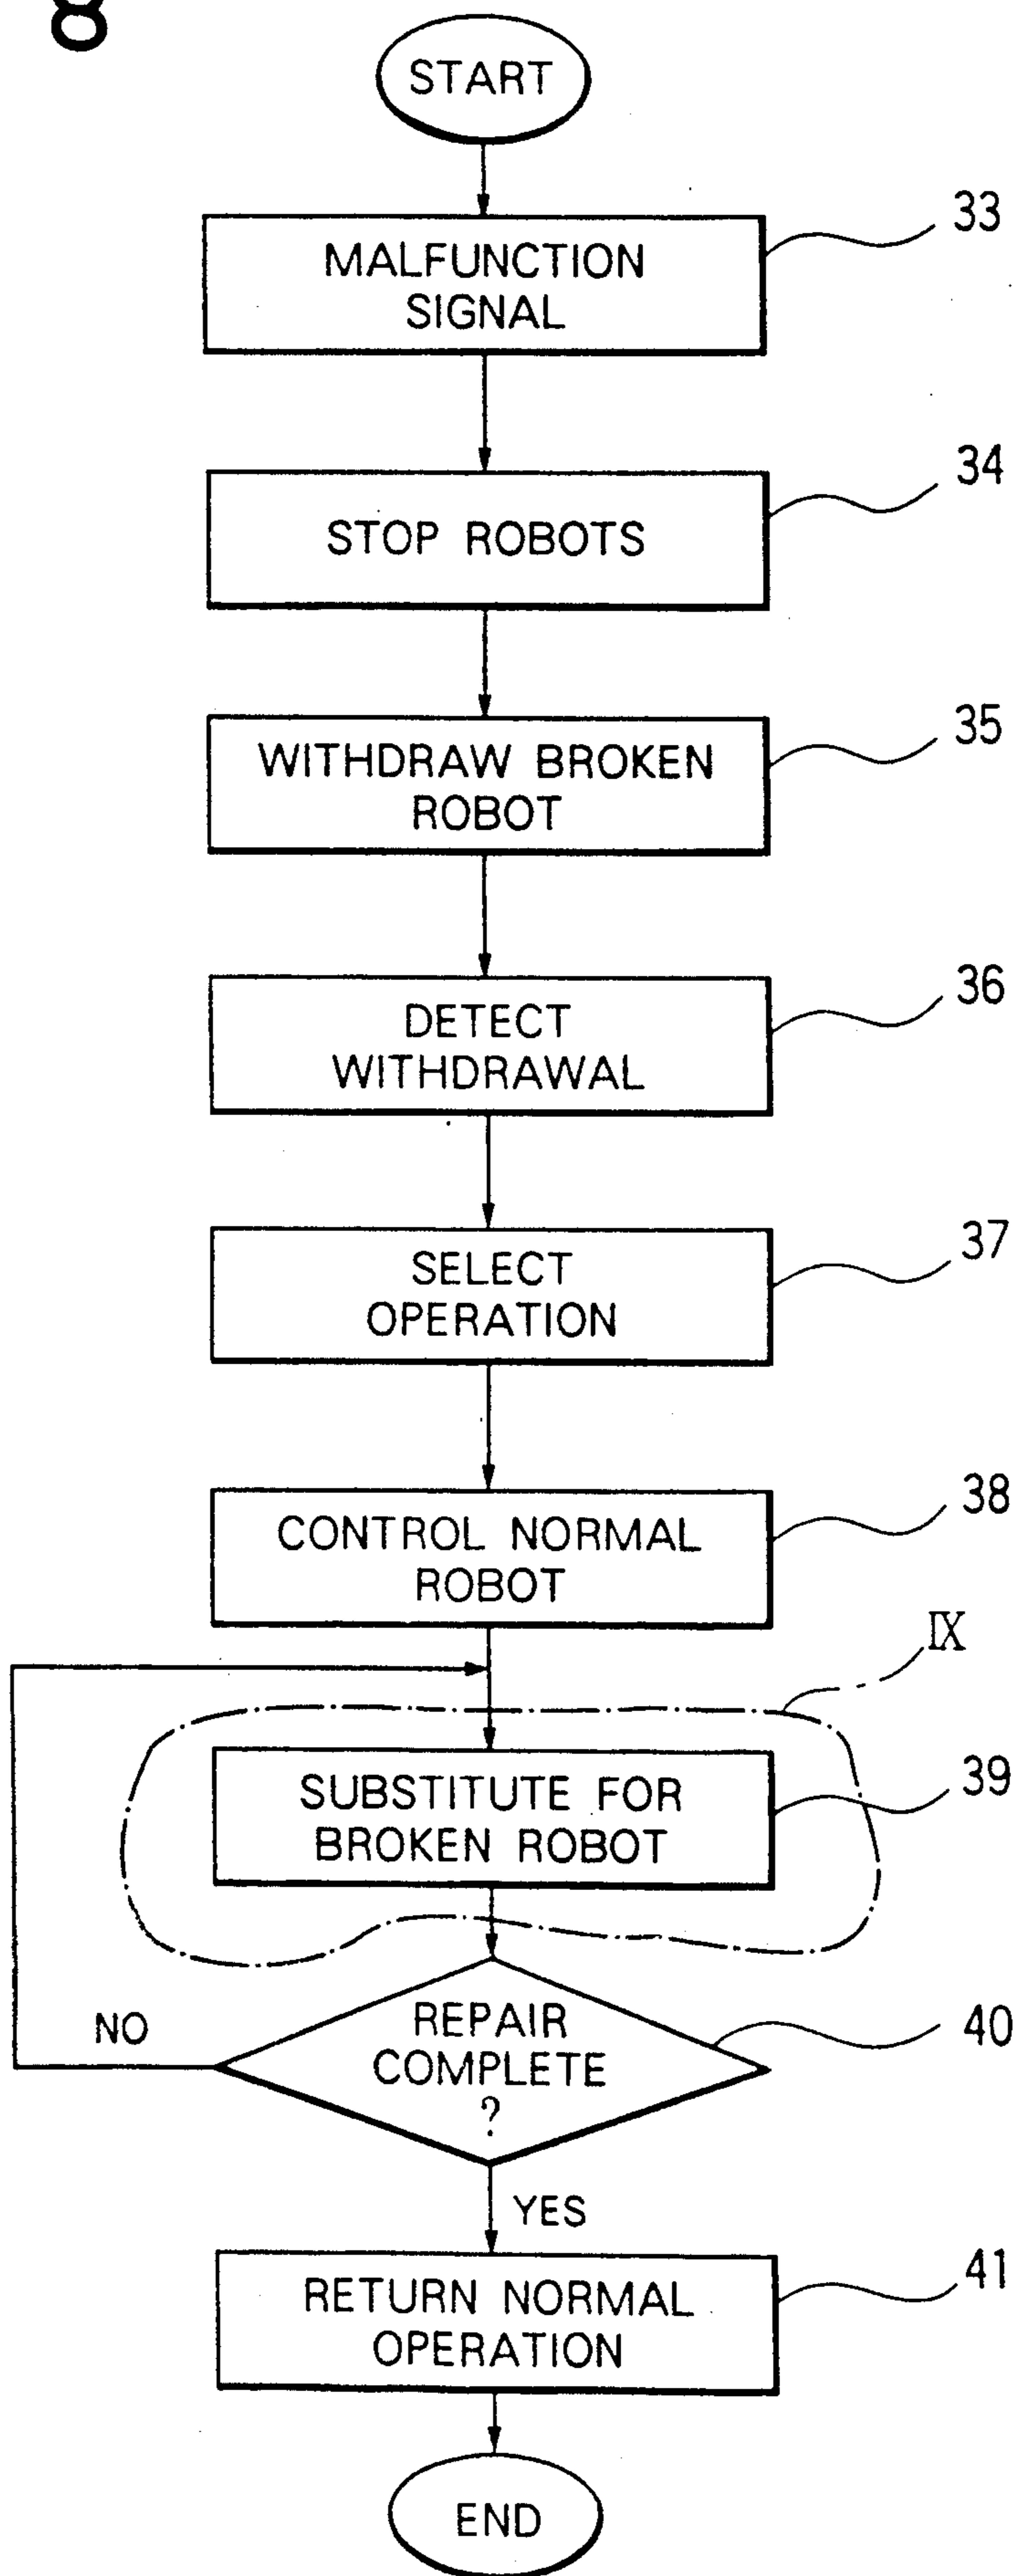 8
START
33
MALFUNCTION
SIGNAL
34
STOP ROBOTS
35
WITHDRAW BROKEN
ROBOT
36
DETECT
WITHDRAWAL
37
SELECT
OPERATION
38
CONTROL NORMAL
ROBOT
IX
39
SUBSTITUTE FOR
BROKEN ROBOT
NO
REPAIR
COMPLETE
?
40
YES
41
RETURN NORMAL
OPERATION
END